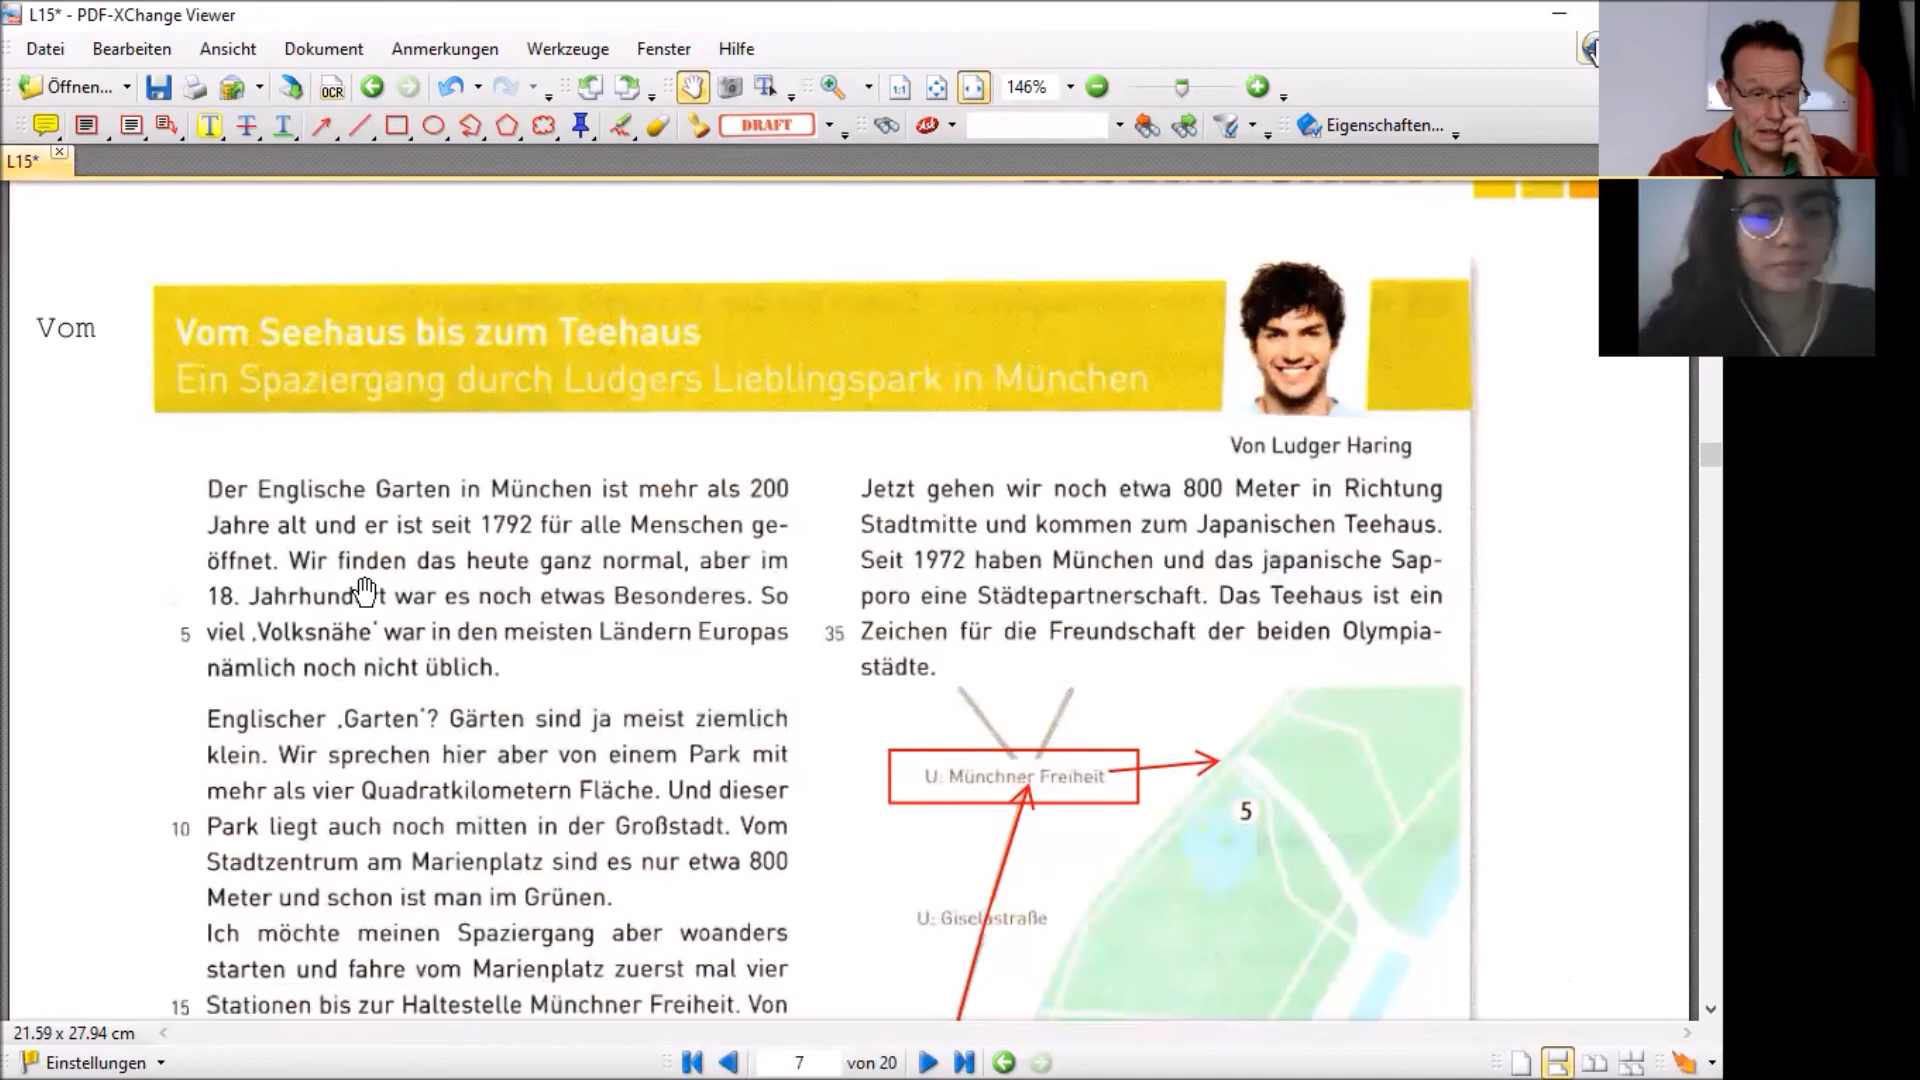 L15* - PDF-XChange Viewer
Datei Bearbeiten Ansicht Dokument Anmerkungen Werkzeuge Fenster Hilfe
Öffnen... OCR 1:1 146%
T T T DRAFT Ask Eigenschaften...
L15*
Vom
Vom Seehaus bis zum Teehaus
Ein Spaziergang durch Ludgers Lieblingspark in München
Von Ludger Haring
Der Englische Garten in München ist mehr als 200
Jahre alt und er ist seit 1792 für alle Menschen ge-
öffnet. Wir finden das heute ganz normal, aber im
18. Jahrhundert war es noch etwas Besonderes. So
5 viel ‚Volksnähe' war in den meisten Ländern Europas
nämlich noch nicht üblich.
Englischer ‚Garten'? Gärten sind ja meist ziemlich
klein. Wir sprechen hier aber von einem Park mit
mehr als vier Quadratkilometern Fläche. Und dieser
10 Park liegt auch noch mitten in der Großstadt. Vom
Stadtzentrum am Marienplatz sind es nur etwa 800
Meter und schon ist man im Grünen.
Ich möchte meinen Spaziergang aber woanders
starten und fahre vom Marienplatz zuerst mal vier
15 Stationen bis zur Haltestelle Münchner Freiheit. Von
Jetzt gehen wir noch etwa 800 Meter in Richtung
Stadtmitte und kommen zum Japanischen Teehaus.
Seit 1972 haben München und das japanische Sap-
poro eine Städtepartnerschaft. Das Teehaus ist ein
35 Zeichen für die Freundschaft der beiden Olympia-
städte.
U: Münchner Freiheit
5
U: Giselastraße
21.59 x 27.94 cm
Einstellungen 7 von 20